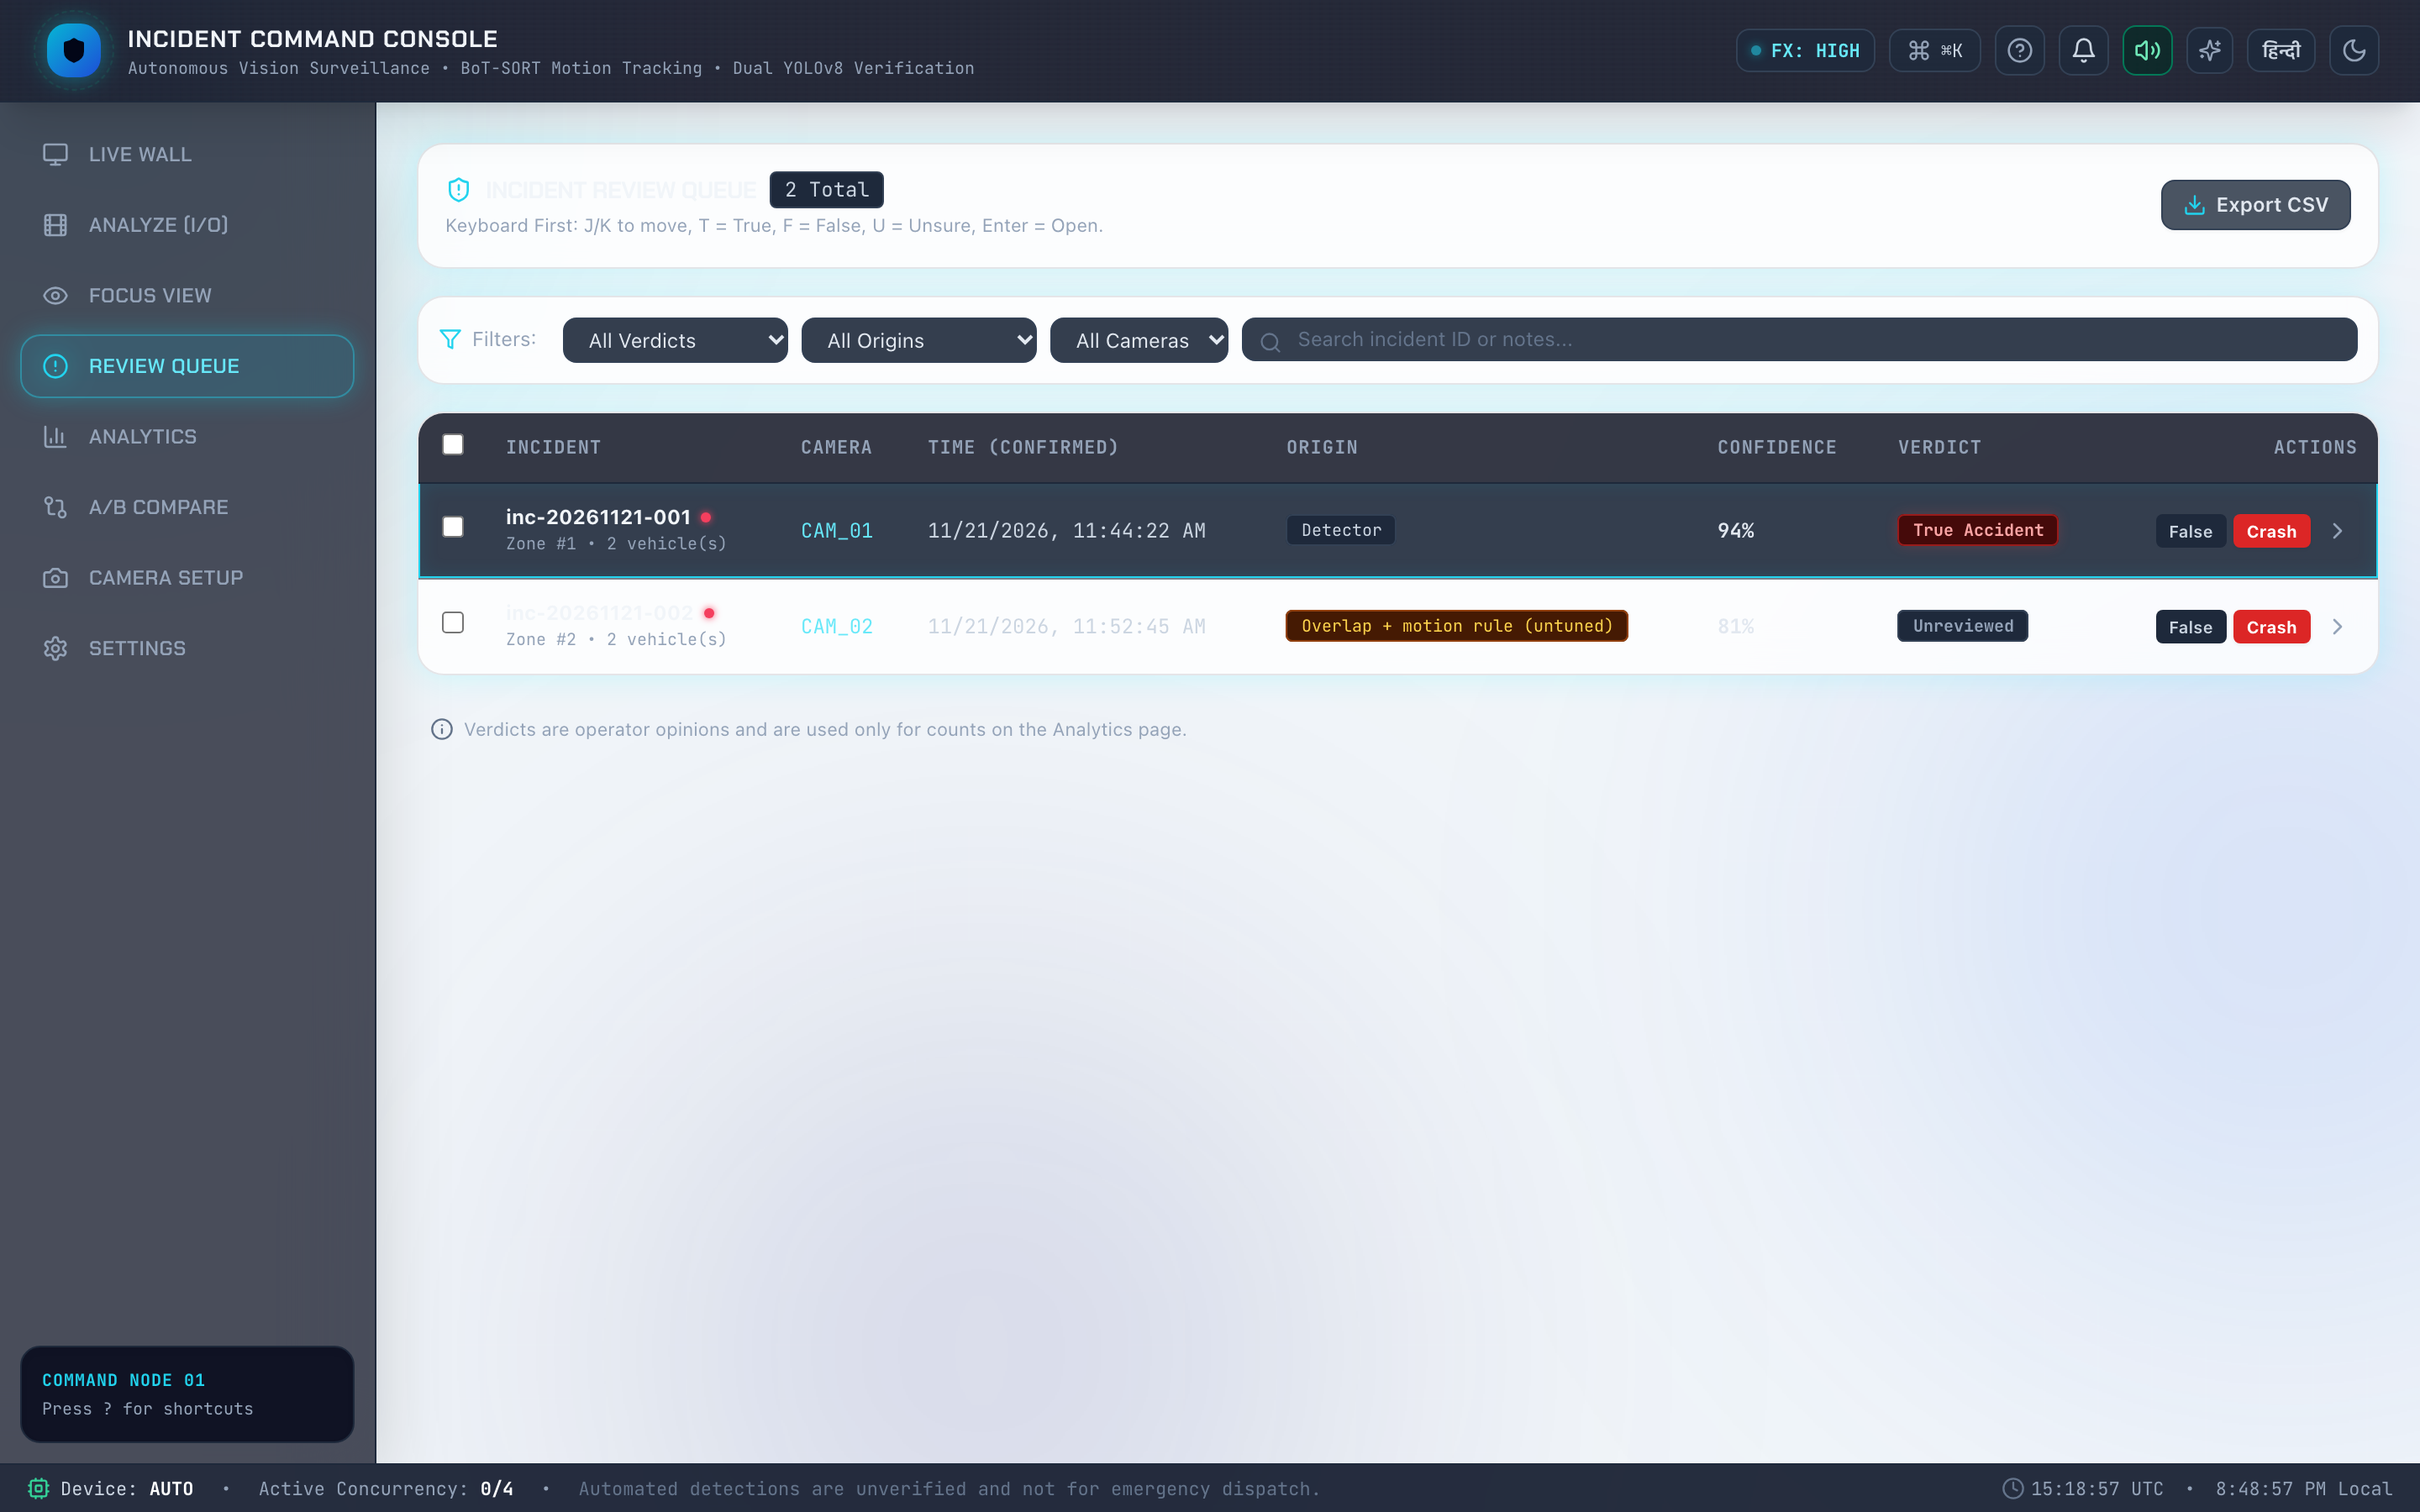 INCIDENT COMMAND CONSOLE
Autonomous Vision Surveillance • BoT-SORT Motion Tracking • Dual YOLOv8 Verification
FX: HIGH
⌘K
हिन्दी
LIVE WALL
ANALYZE (I/O)
FOCUS VIEW
REVIEW QUEUE
ANALYTICS
A/B COMPARE
CAMERA SETUP
SETTINGS
COMMAND NODE 01
Press ? for shortcuts
INCIDENT REVIEW QUEUE 2 Total
Keyboard First: J/K to move, T = True, F = False, U = Unsure, Enter = Open.
Export CSV
Filters: All Verdicts All Origins All Cameras Search incident ID or notes...
INCIDENT CAMERA TIME (CONFIRMED) ORIGIN CONFIDENCE VERDICT ACTIONS
inc-20261121-001
Zone #1 • 2 vehicle(s)
CAM_01 11/21/2026, 11:44:22 AM Detector 94% True Accident False Crash
inc-20261121-002
Zone #2 • 2 vehicle(s)
CAM_02 11/21/2026, 11:52:45 AM Overlap + motion rule (untuned) 81% Unreviewed False Crash
Verdicts are operator opinions and are used only for counts on the Analytics page.
Device: AUTO • Active Concurrency: 0/4 • Automated detections are unverified and not for emergency dispatch.
15:18:57 UTC • 8:48:57 PM Local